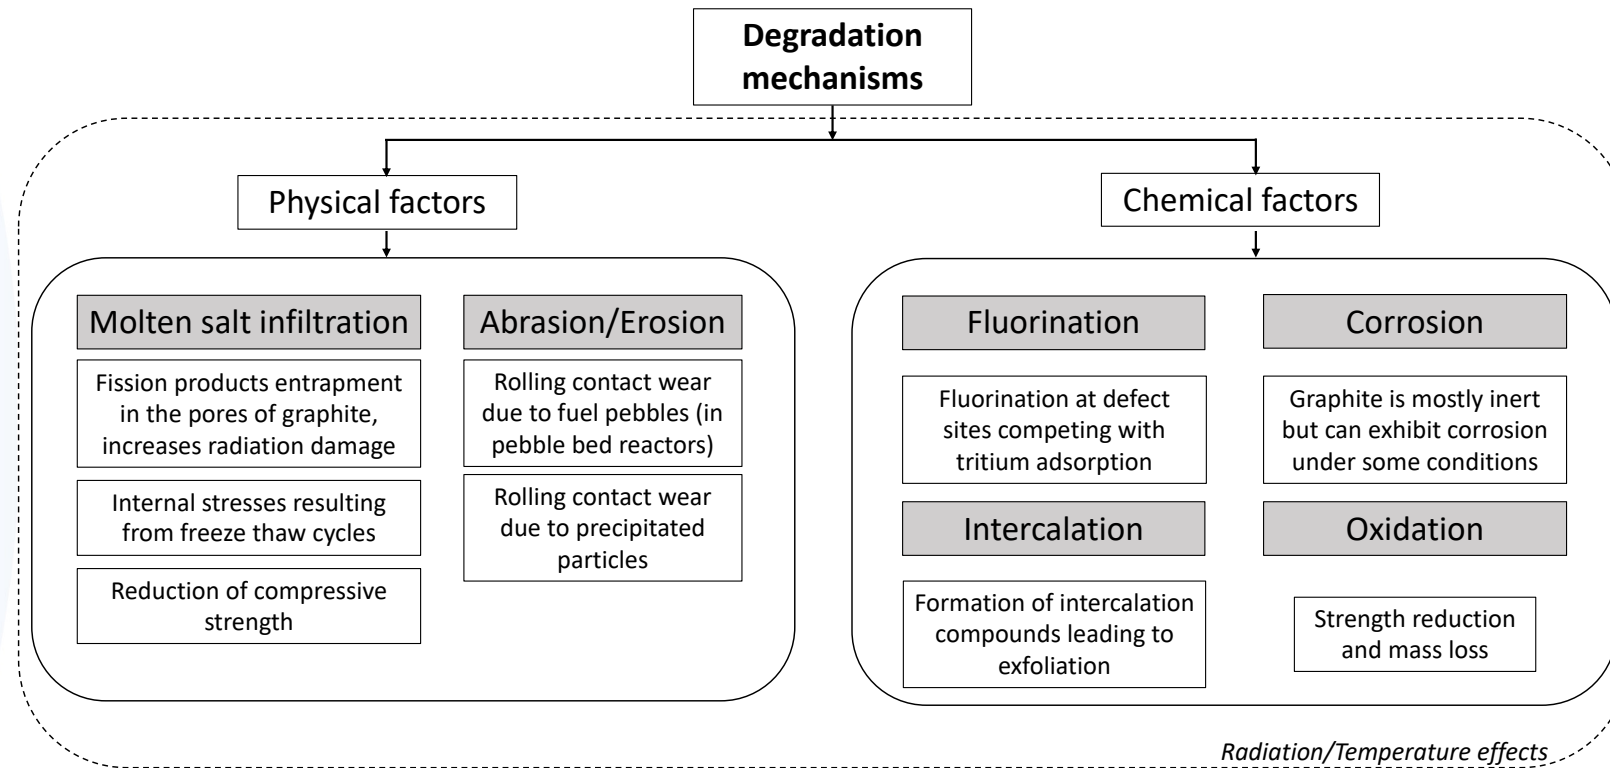 Degradation
mechanisms
Physical factors
Chemical factors
Molten salt infiltration
Fission products entrapment
in the pores of graphite,
increases radiation damage
Internal stresses resulting
from freeze thaw cycles
Reduction of compressive
strength
Abrasion/Erosion
Rolling contact wear
due to fuel pebbles (in
pebble bed reactors)
Rolling contact wear
due to precipitated
particles
Fluorination
Fluorination at defect
sites competing with
tritium adsorption
Corrosion
Graphite is mostly inert
but can exhibit corrosion
under some conditions
Intercalation
Formation of intercalation
compounds leading to
exfoliation
Oxidation
Strength reduction
and mass loss
Radiation/Temperature effects